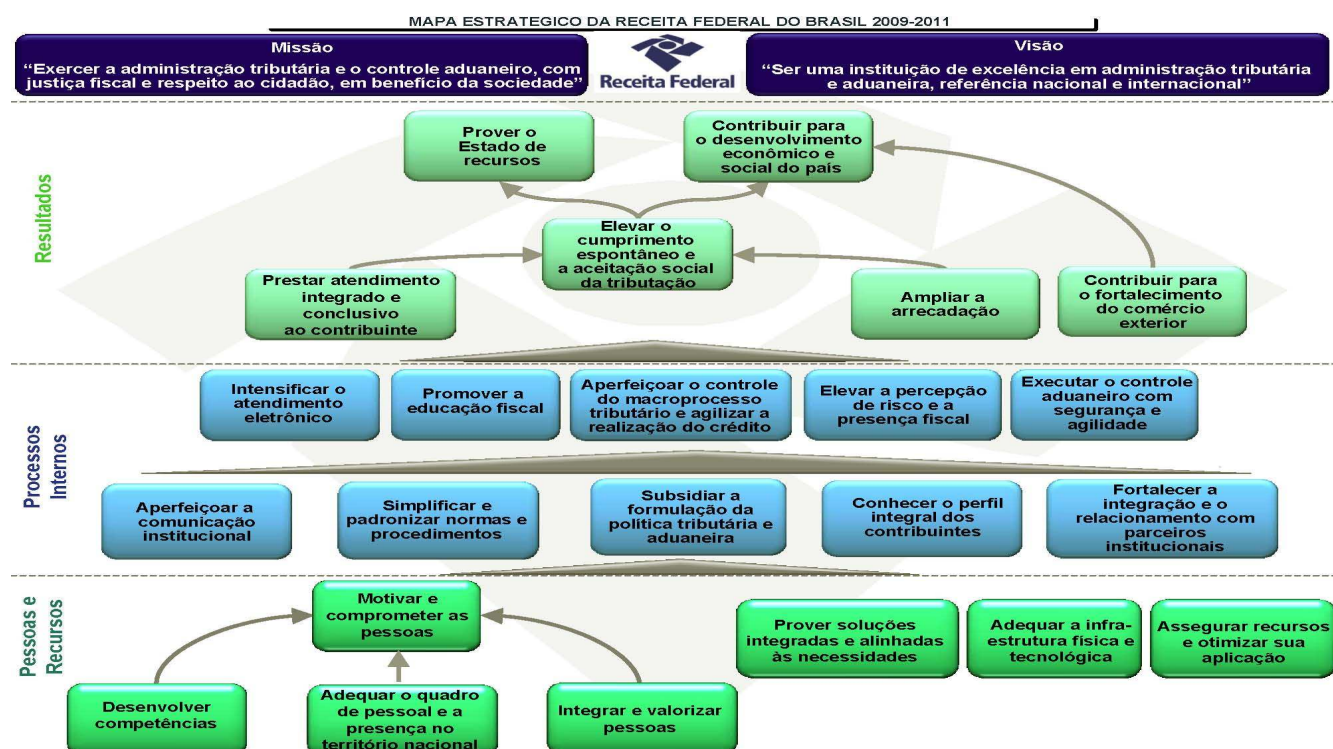 MAPA ESTRATEGICO DA RECEITA FEDERAL DO BRASIL 2009-2011
Missão
“Exercer a administração tributária e o controle aduaneiro, com
justiça fiscal e respeito ao cidadão, em benefício da sociedade”
Receita Federal
Visão
“Ser uma instituição de excelência em administração tributária
e aduaneira, referência nacional e internacional”
Resultados
Prover o
Estado de
recursos
Contribuir para
o desenvolvimento
econômico e
social do país
Elevar o
cumprimento
espontâneo e
a aceitação social
da tributação
Prestar atendimento
integrado e
conclusivo
ao contribuinte
Ampliar a
arrecadação
Contribuir para
o fortalecimento
do comércio
exterior
Processos
Internos
Intensificar o
atendimento
eletrônico
Promover a
educação fiscal
Aperfeiçoar o controle
do macroprocesso
tributário e agilizar a
realização do crédito
Elevar a percepção
de risco e a
presença fiscal
Executar o controle
aduaneiro com
segurança e
agilidade
Aperfeiçoar a
comunicação
institucional
Simplificar e
padronizar normas e
procedimentos
Subsidiar a
formulação da
política tributária e
aduaneira
Conhecer o perfil
integral dos
contribuintes
Fortalecer a
integração e o
relacionamento com
parceiros
institucionais
Pessoas e
Recursos
Motivar e
comprometer as
pessoas
Prover soluções
integradas e alinhadas
às necessidades
Adequar a infra-
estrutura física e
tecnológica
Assegurar recursos
e otimizar sua
aplicação
Desenvolver
competências
Adequar o quadro
de pessoal e a
presença no
território nacional
Integrar e valorizar
pessoas